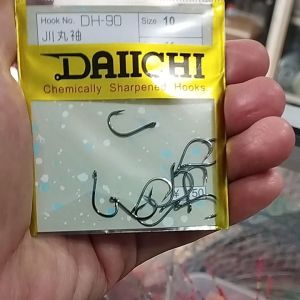 Hook No. DH-90 Size 10
川丸袖
DAIICHI
Chemically Sharpened Hooks